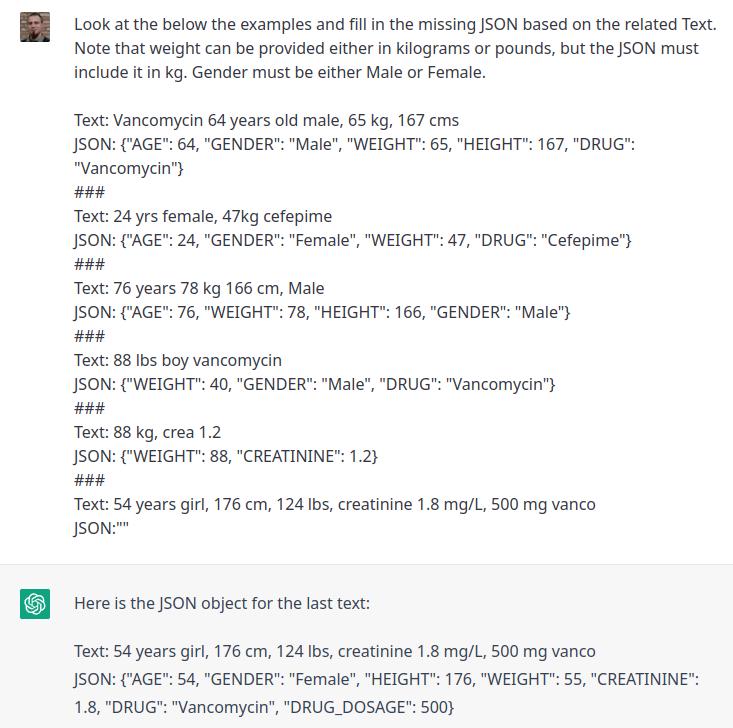 Look at the below the examples and fill in the missing JSON based on the related Text.
Note that weight can be provided either in kilograms or pounds, but the JSON must
include it in kg. Gender must be either Male or Female.
Text: Vancomycin 64 years old male, 65 kg, 167 cms
JSON: {"AGE": 64, "GENDER": "Male", "WEIGHT": 65, "HEIGHT": 167, "DRUG":
"Vancomycin"}
###
Text: 24 yrs female, 47kg cefepime
JSON: {"AGE": 24, "GENDER": "Female", "WEIGHT": 47, "DRUG": "Cefepime"}
###
Text: 76 years 78 kg 166 cm, Male
JSON: {"AGE": 76, "WEIGHT": 78, "HEIGHT": 166, "GENDER": "Male"}
###
Text: 88 lbs boy vancomycin
JSON: {"WEIGHT": 40, "GENDER": "Male", "DRUG": "Vancomycin"}
###
Text: 88 kg, crea 1.2
JSON: {"WEIGHT": 88, "CREATININE": 1.2}
###
Text: 54 years girl, 176 cm, 124 lbs, creatinine 1.8 mg/L, 500 mg vanco
JSON:""
Here is the JSON object for the last text:
Text: 54 years girl, 176 cm, 124 lbs, creatinine 1.8 mg/L, 500 mg vanco
JSON: {"AGE": 54, "GENDER": "Female", "HEIGHT": 176, "WEIGHT": 55, "CREATININE":
1.8, "DRUG": "Vancomycin", "DRUG_DOSAGE": 500}